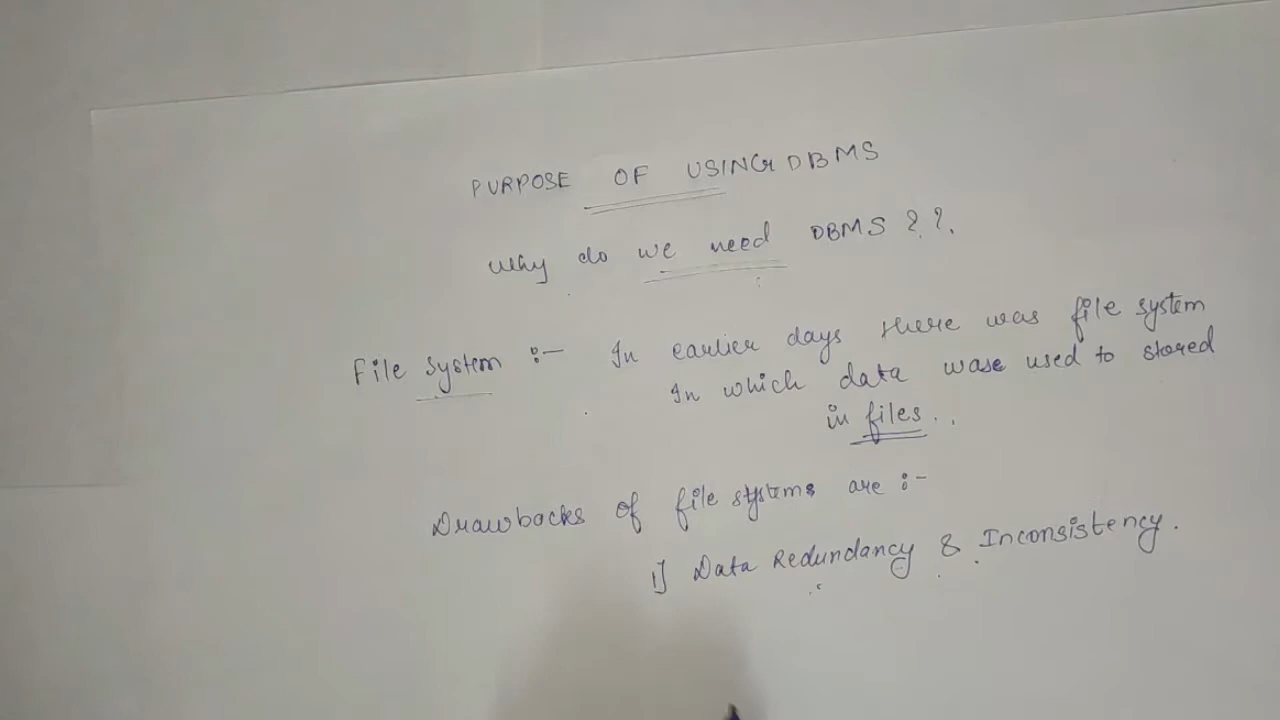 PURPOSE OF USING DBMS
Why do we need DBMS ??.
File system :- In earlier days there was file system
In which data wase used to stored
in files..
Drawbacks of file systems are :-
1] Data Redundancy & Inconsistency.